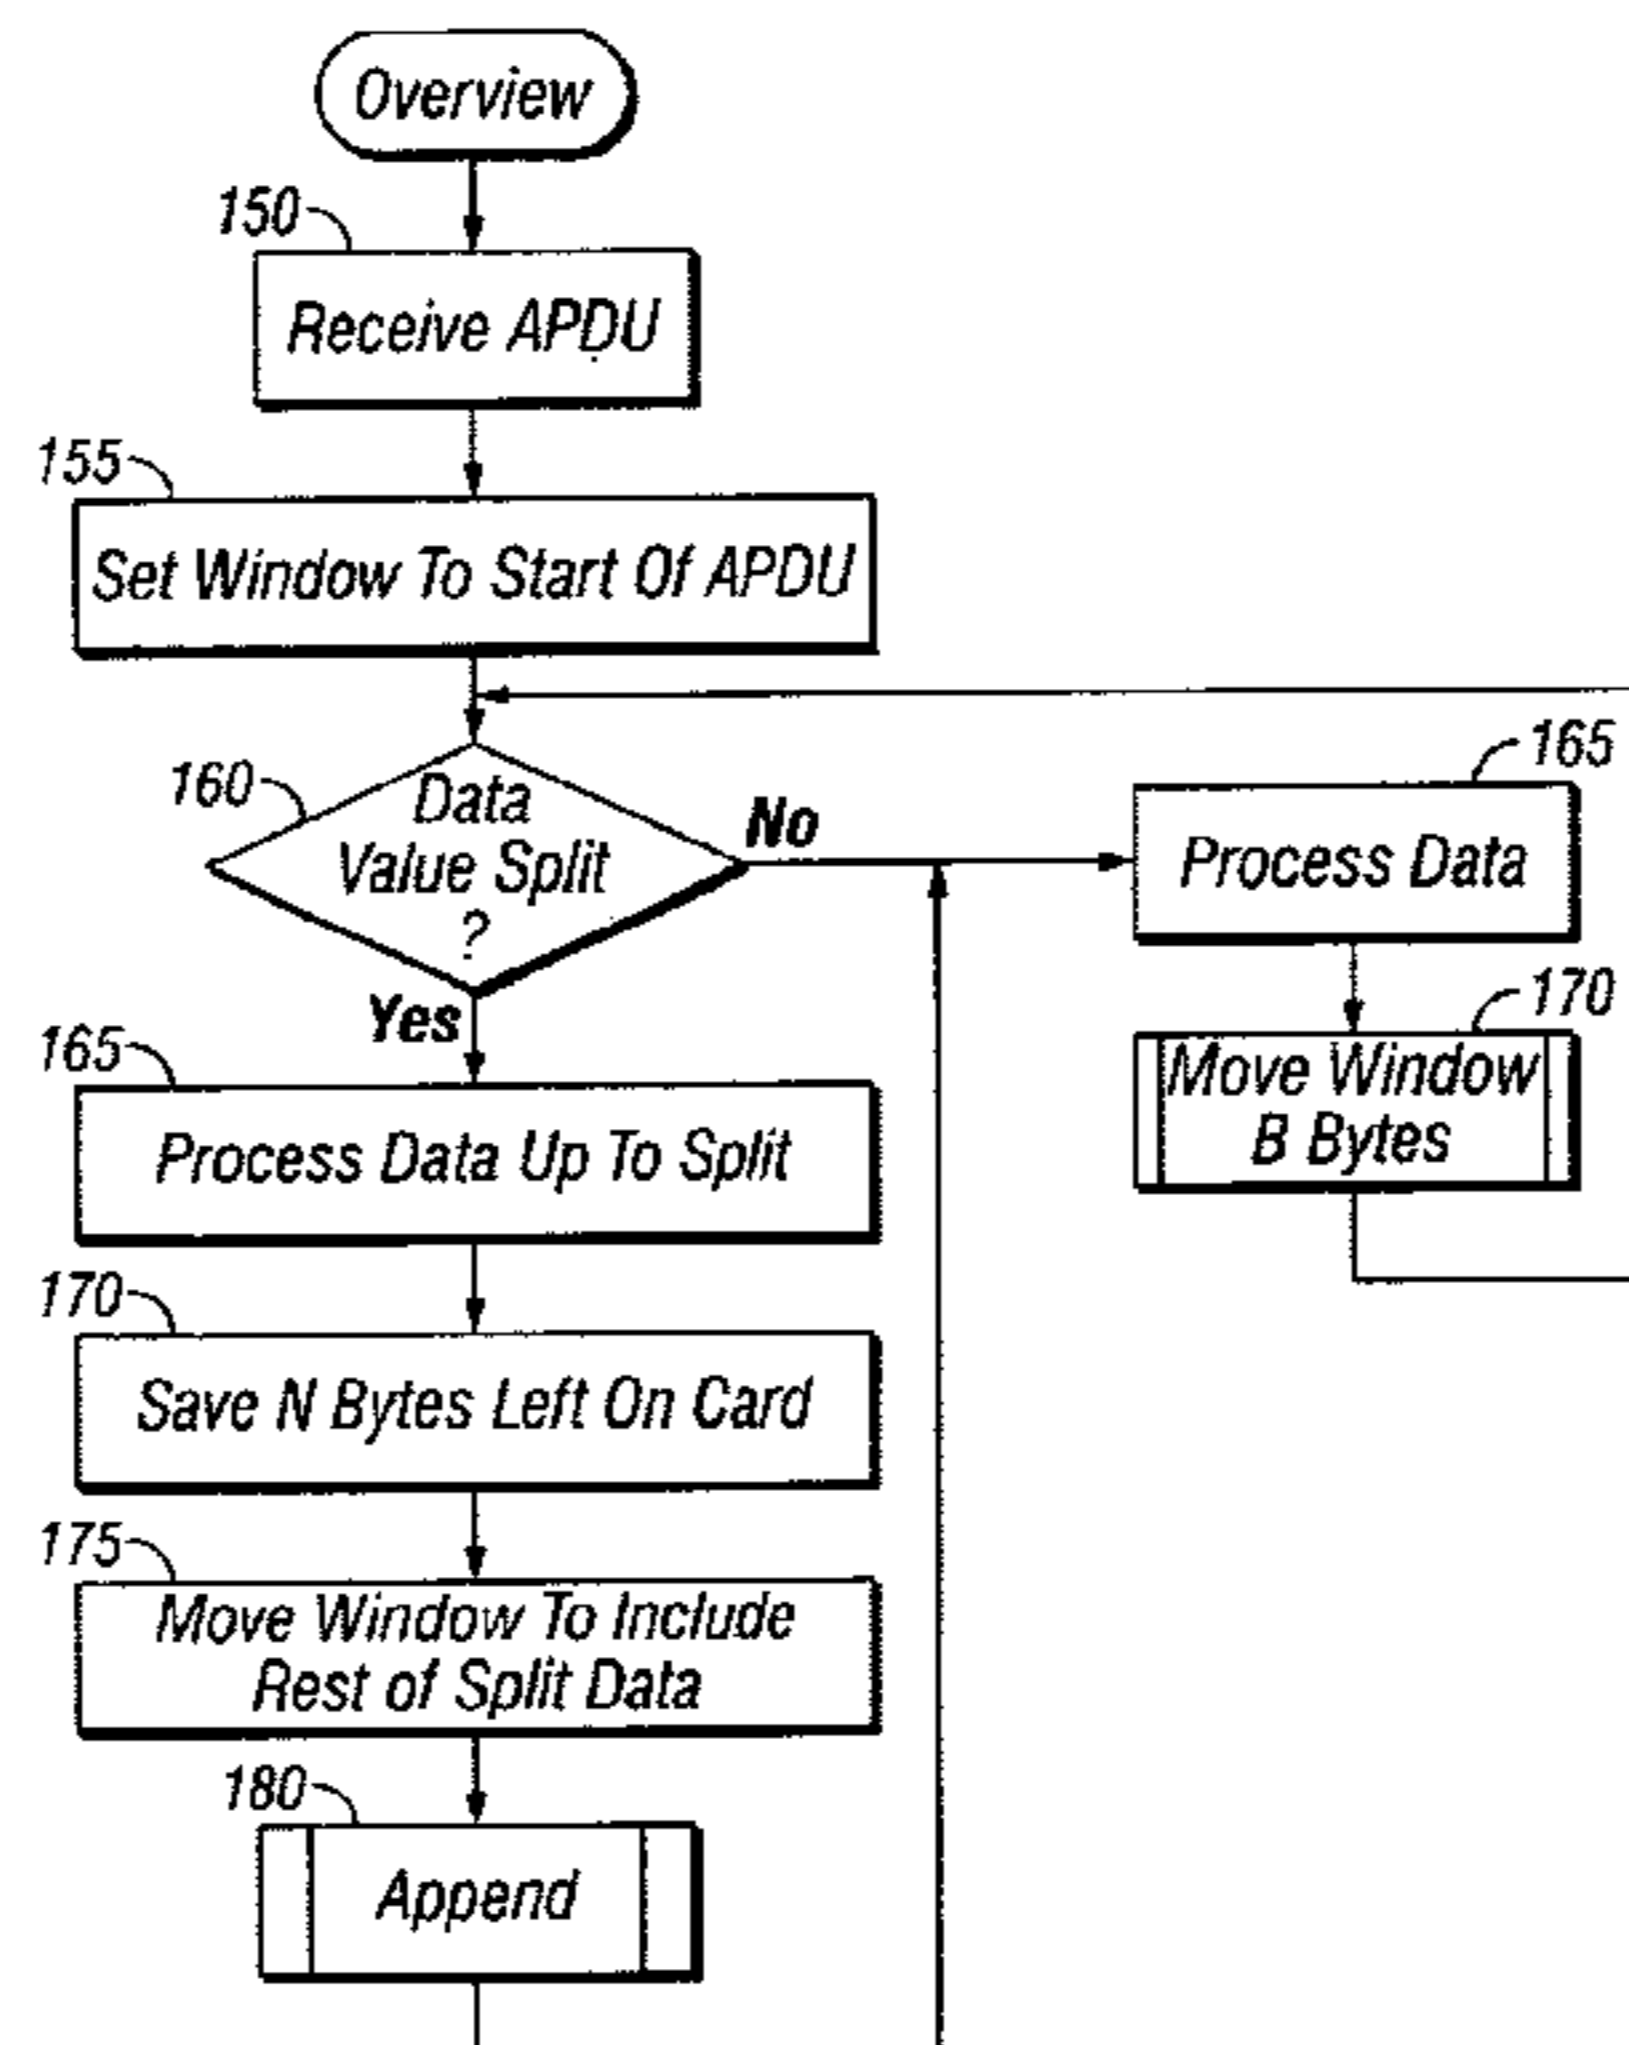 Overview
150
Receive APDU
155
Set Window To Start Of APDU
160
Data
Value Split
?
No
Yes
165
Process Data
170
Move Window
B Bytes
165
Process Data Up To Split
170
Save N Bytes Left On Card
175
Move Window To Include
Rest of Split Data
180
Append